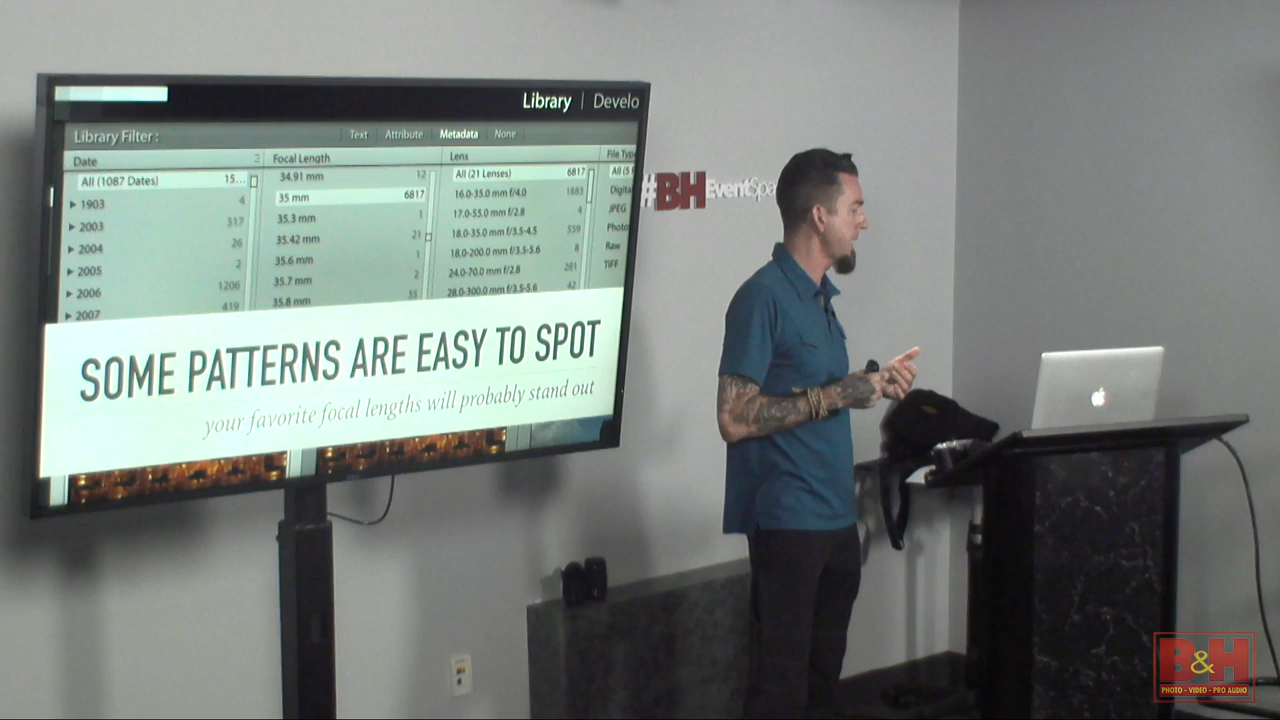 Library | Develo
Library Filter :
Text Attribute Metadata None
Date
All (1087 Dates) 15...
1903 4
2003 317
2004 26
2005 2
2006 1206
2007 419
Focal Length
34.91 mm 12
35 mm 6817
35.3 mm 1
35.42 mm 21
35.6 mm 1
35.7 mm 2
35.8 mm 35
Lens
All (21 Lenses) 6817
16.0-35.0 mm f/4.0 1883
17.0-55.0 mm f/2.8 4
18.0-35.0 mm f/3.5-4.5 559
18.0-200.0 mm f/3.5-5.6 8
24.0-70.0 mm f/2.8 281
28.0-300.0 mm f/3.5-5.6 42
File Typ
All (5 F
Digita
JPEG
Photo
Raw
TIFF
SOME PATTERNS ARE EASY TO SPOT
your favorite focal lengths will probably stand out
#BH EventSpa
B&H
PHOTO - VIDEO - PRO AUDIO